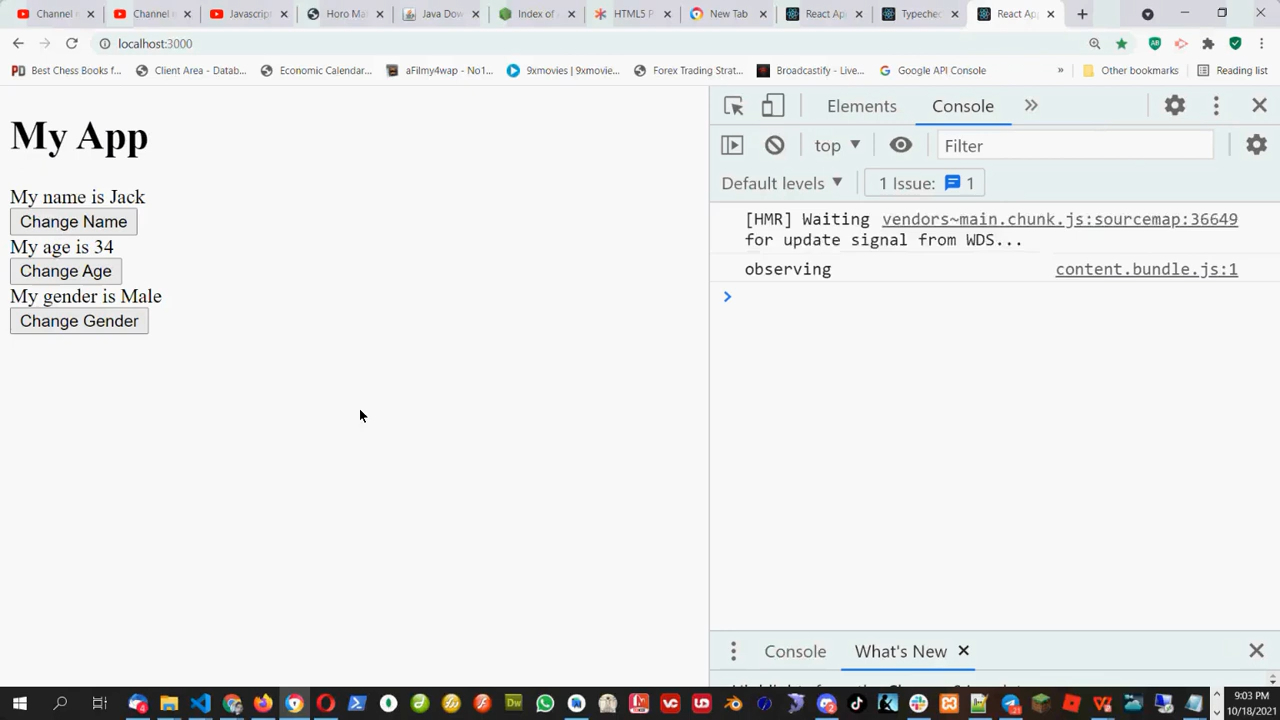 Channel
Channel
Javascrip
Horo Ma
Java Dow
Index of
HTML5
New Tab
React Ap
Typechec
React Ap
localhost:3000
Best Chess Books f...
Client Area - Datab...
Economic Calendar...
aFilmy4wap - No1...
9xmovies | 9xmovie...
Forex Trading Strat...
Broadcastify - Live...
Google API Console
»
Other bookmarks
Reading list
My App
My name is Jack
Change Name
My age is 34
Change Age
My gender is Male
Change Gender
Elements
Console
»
top
Filter
Default levels
1 Issue: 1
[HMR] Waiting vendors~main.chunk.js:sourcemap:36649
for update signal from WDS...
observing content.bundle.js:1
Console
What's New
9:03 PM
10/18/2021